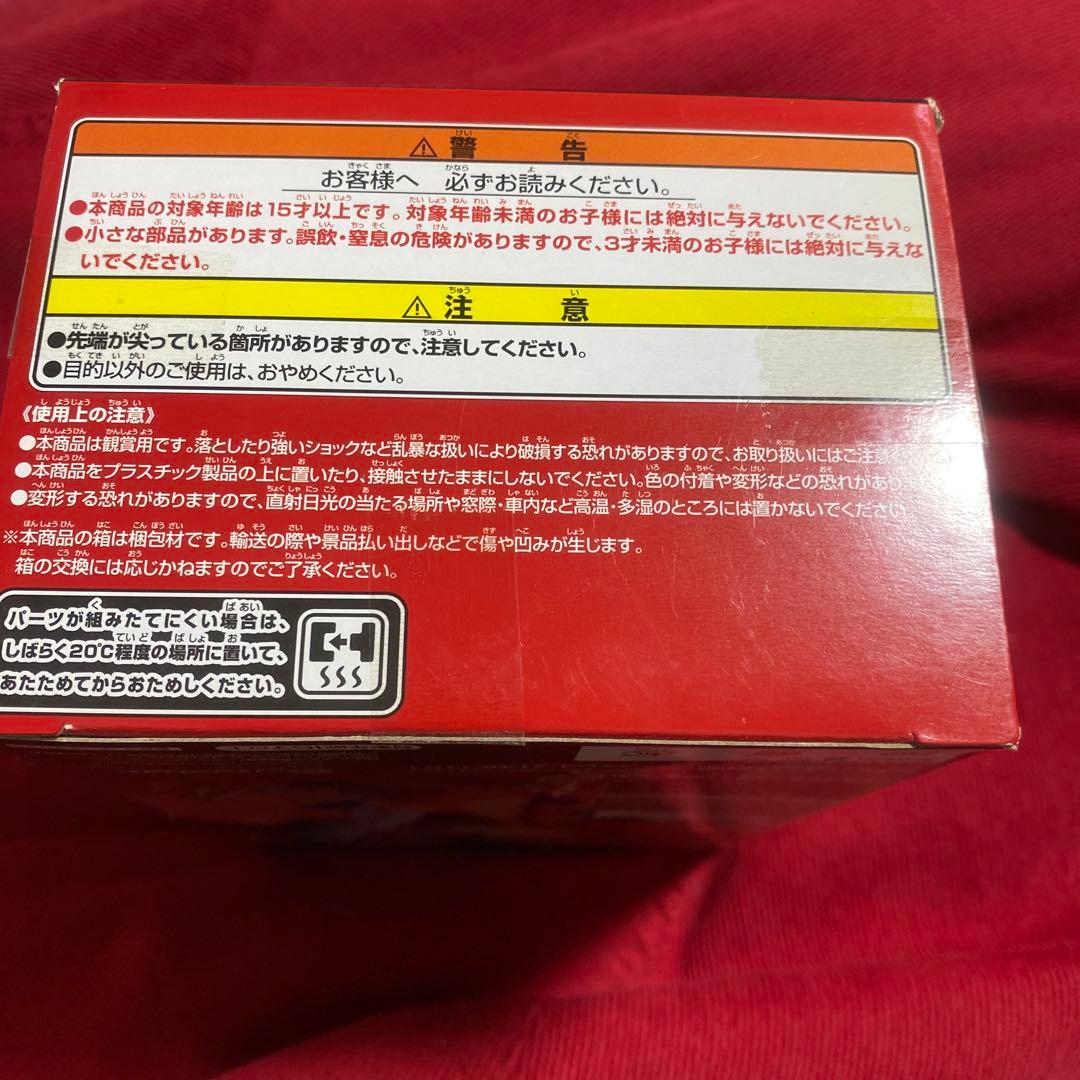 ⚠警告
お客様へ 必ずお読みください。
●本商品の対象年齢は15才以上です。対象年齢未満のお子様には絶対に与えないでください。
●小さな部品があります。誤飲・窒息の危険がありますので、3才未満のお子様には絶対に与えな
いでください。
⚠注意
●先端が尖っている箇所がありますので、注意してください。
●目的以外のご使用は、おやめください。
《使用上の注意》
●本商品は観賞用です。落としたり強いショックなど乱暴な扱いにより破損する恐れがありますので、お取り扱いにはご注意く
●本商品をプラスチック製品の上に置いたり、接触させたままにしないでください。色の付着や変形などの恐れがあり
●変形する恐れがありますので、直射日光の当たる場所や窓際・車内など高温・多湿のところには置かないでください。
※本商品の箱は梱包材です。輸送の際や景品払い出しなどで傷や凹みが生じます。
箱の交換には応じかねますのでご了承ください。
パーツが組みたてにくい場合は、
しばらく20℃程度の場所に置いて、
あたためてからおためしください。